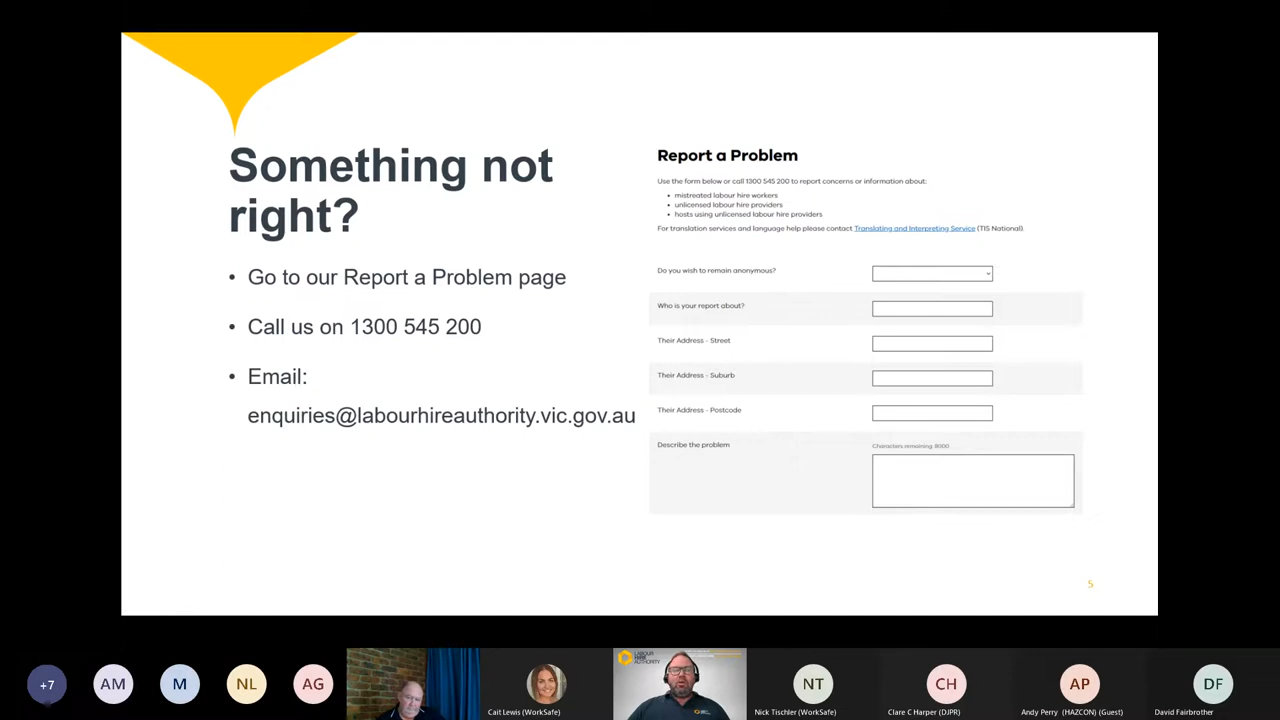 Something not
right?
• Go to our Report a Problem page
• Call us on 1300 545 200
• Email:
enquiries@labourhireauthority.vic.gov.au
Report a Problem
Use the form below or call 1300 545 200 to report concerns or information about:
• mistreated labour hire workers
• unlicensed labour hire providers
• hosts using unlicensed labour hire providers
For translation services and language help please contact Translating and Interpreting Service (TIS National).
Do you wish to remain anonymous?
Who is your report about?
Their Address - Street
Their Address - Suburb
Their Address - Postcode
Describe the problem
Characters remaining: 8000
5
+7
AM
M
NL
AG
Cait Lewis (WorkSafe)
LABOUR
HIRE
AUTHORITY
NT
Nick Tischler (WorkSafe)
CH
Clare C Harper (DJPR)
AP
Andy Perry (HAZCON) (Guest)
DF
David Fairbrother